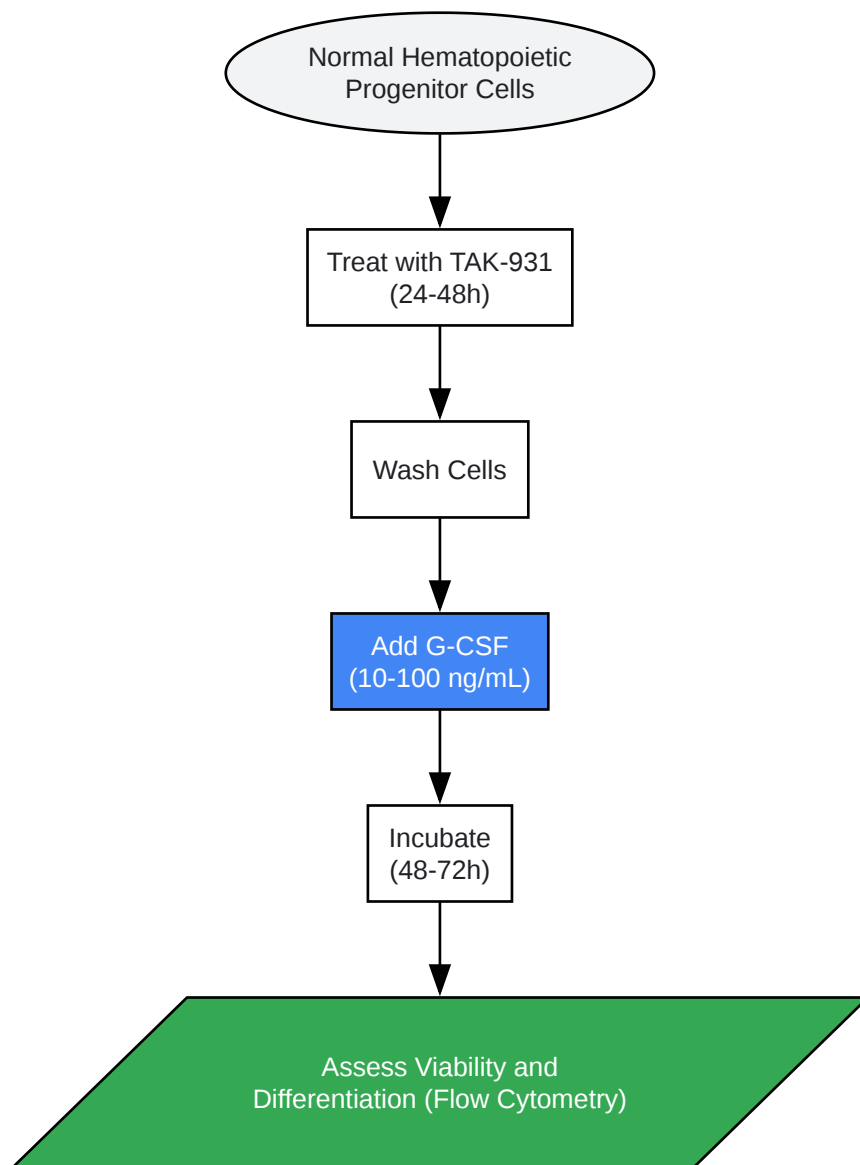 Normal Hematopoietic
Progenitor Cells
Treat with TAK-931
(24-48h)
Wash Cells
Add G-CSF
(10-100 ng/mL)
Incubate
(48-72h)
Assess Viability and
Differentiation (Flow Cytometry)